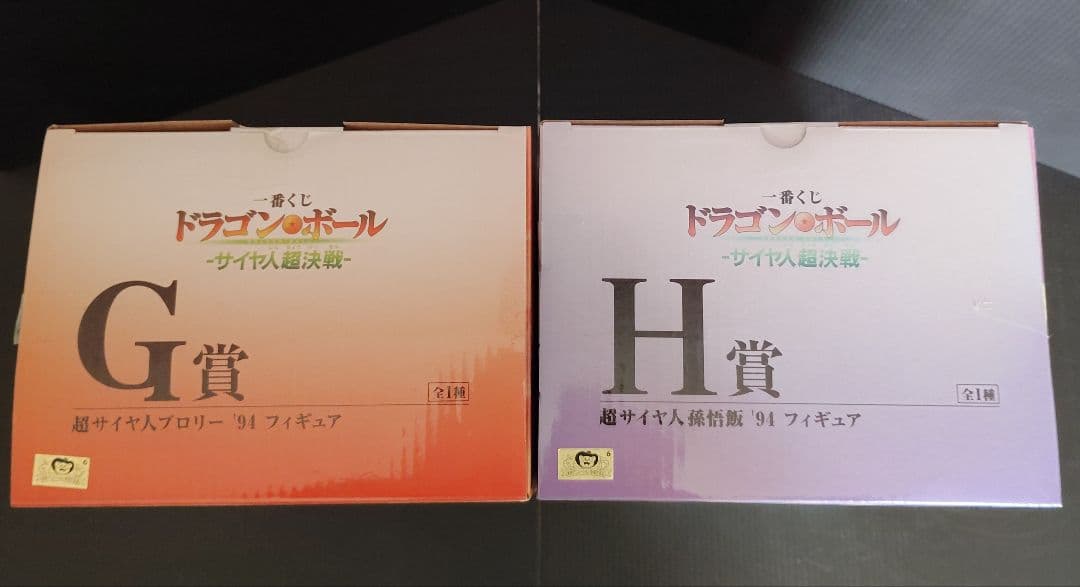 一番くじ
ドラゴンボール
-サイヤ人超決戦-
G賞
全1種
超サイヤ人ブロリー '94 フィギュア
6
一番くじ
ドラゴンボール
-サイヤ人超決戦-
H賞
全1種
超サイヤ人孫悟飯 '94 フィギュア
6